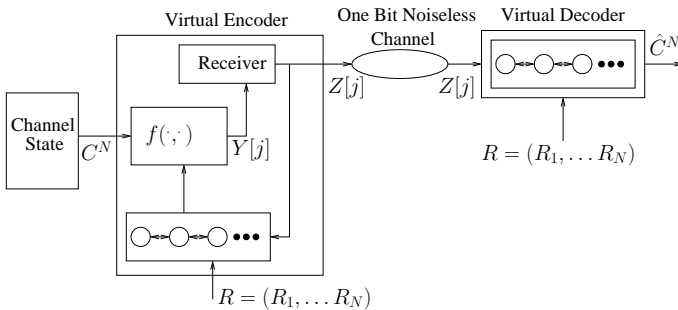 Virtual Encoder
One Bit Noiseless
Channel
Virtual Decoder
Receiver
Z[j]
Z[j]
Ĉ^N
Channel
State
C^N
f(·,·)
Y[j]
R = (R_1, … R_N)
R = (R_1, … R_N)